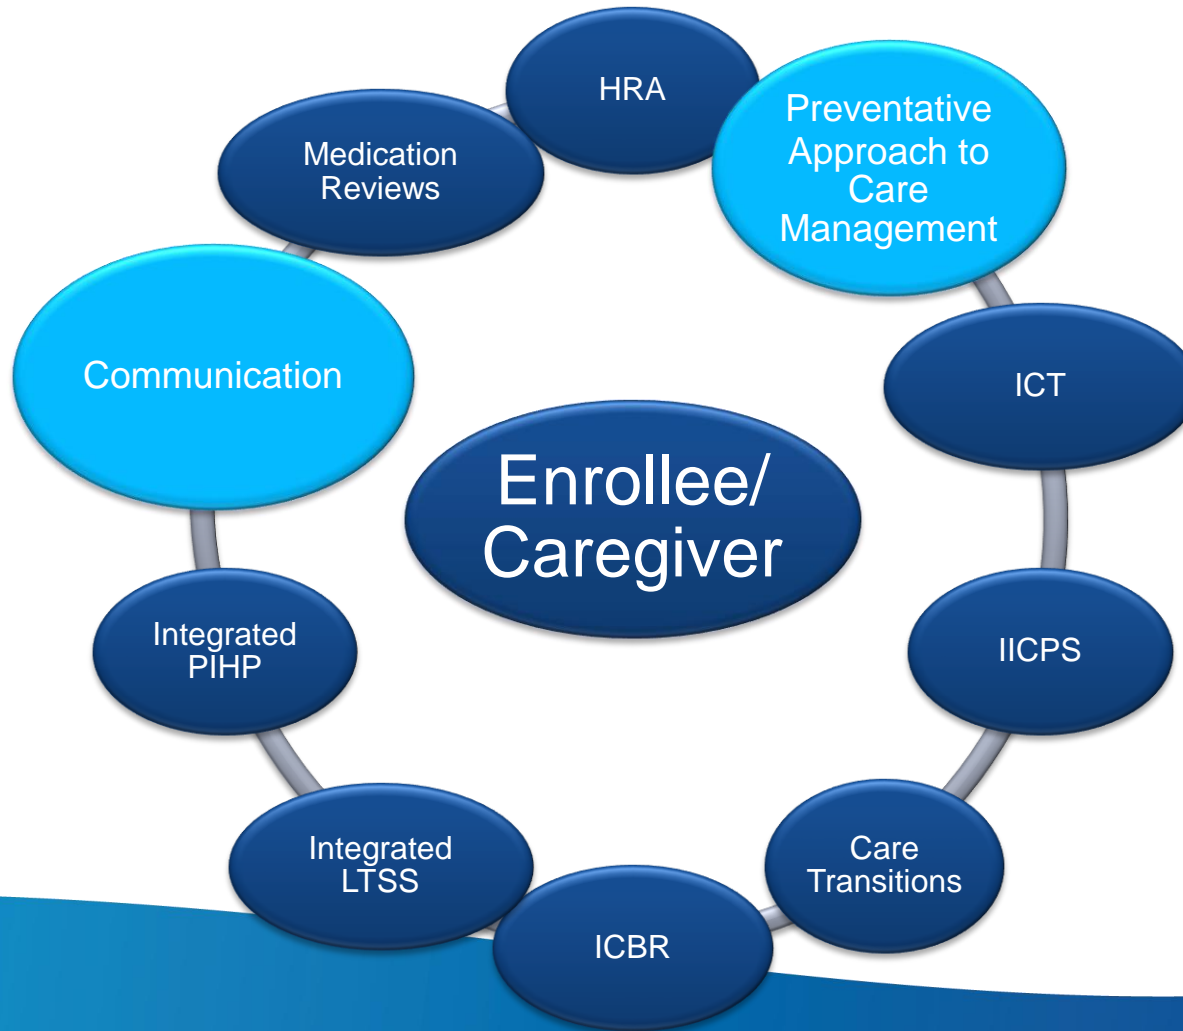 HRA
Preventative
Approach to
Care
Management
Medication
Reviews
Communication
ICT
Enrollee/
Caregiver
Integrated
PIHP
IICPS
Integrated
LTSS
Care
Transitions
ICBR